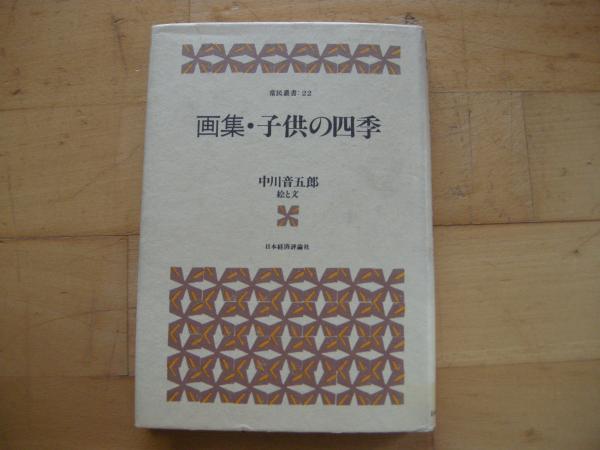 常民叢書:22
画集・子供の四季
中川音五郎
絵と文
日本経済評論社